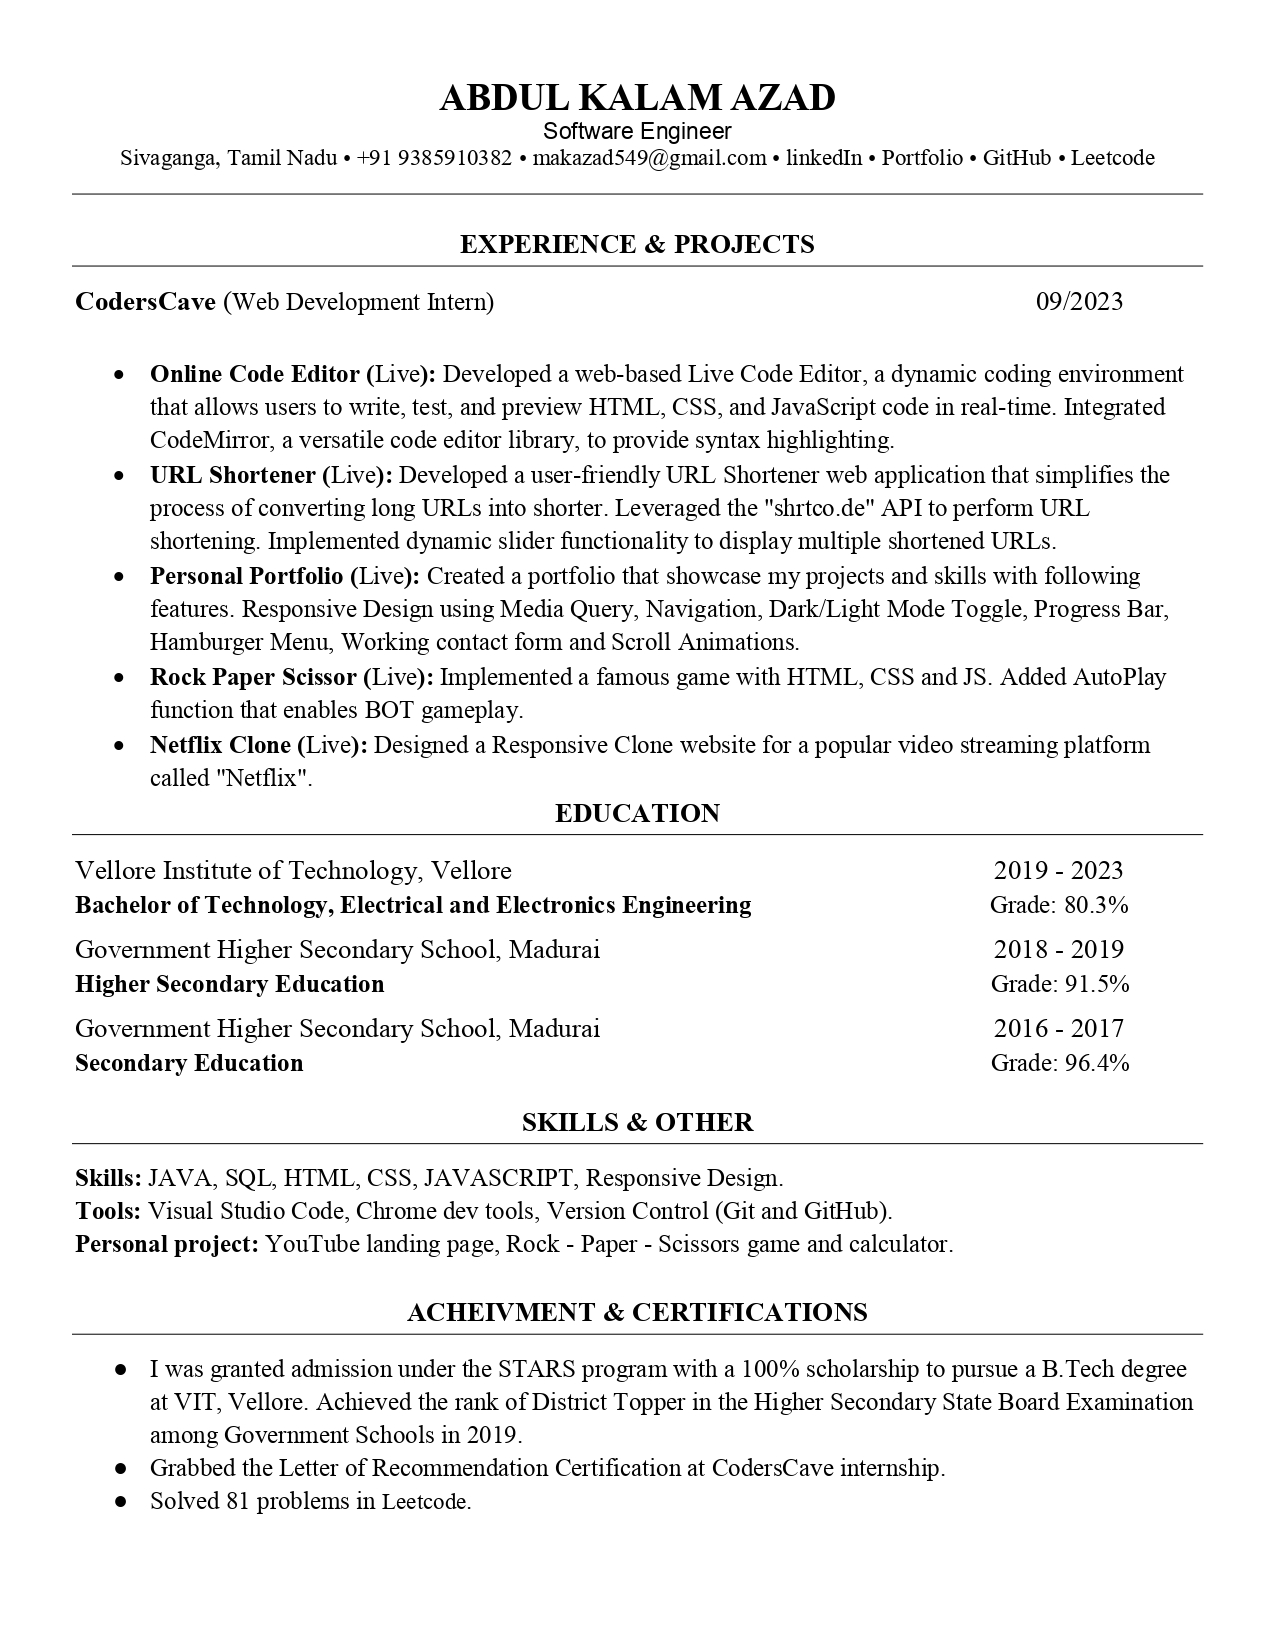 ABDUL KALAM AZAD
Software Engineer
Sivaganga, Tamil Nadu • +91 9385910382 • makazad549@gmail.com • linkedIn • Portfolio • GitHub • Leetcode
EXPERIENCE & PROJECTS
CodersCave (Web Development Intern) 09/2023
• Online Code Editor (Live): Developed a web-based Live Code Editor, a dynamic coding environment
that allows users to write, test, and preview HTML, CSS, and JavaScript code in real-time. Integrated
CodeMirror, a versatile code editor library, to provide syntax highlighting.
• URL Shortener (Live): Developed a user-friendly URL Shortener web application that simplifies the
process of converting long URLs into shorter. Leveraged the "shrtco.de" API to perform URL
shortening. Implemented dynamic slider functionality to display multiple shortened URLs.
• Personal Portfolio (Live): Created a portfolio that showcase my projects and skills with following
features. Responsive Design using Media Query, Navigation, Dark/Light Mode Toggle, Progress Bar,
Hamburger Menu, Working contact form and Scroll Animations.
• Rock Paper Scissor (Live): Implemented a famous game with HTML, CSS and JS. Added AutoPlay
function that enables BOT gameplay.
• Netflix Clone (Live): Designed a Responsive Clone website for a popular video streaming platform
called "Netflix".
EDUCATION
Vellore Institute of Technology, Vellore 2019 - 2023
Bachelor of Technology, Electrical and Electronics Engineering Grade: 80.3%
Government Higher Secondary School, Madurai 2018 - 2019
Higher Secondary Education Grade: 91.5%
Government Higher Secondary School, Madurai 2016 - 2017
Secondary Education Grade: 96.4%
SKILLS & OTHER
Skills: JAVA, SQL, HTML, CSS, JAVASCRIPT, Responsive Design.
Tools: Visual Studio Code, Chrome dev tools, Version Control (Git and GitHub).
Personal project: YouTube landing page, Rock - Paper - Scissors game and calculator.
ACHEIVMENT & CERTIFICATIONS
● I was granted admission under the STARS program with a 100% scholarship to pursue a B.Tech degree
at VIT, Vellore. Achieved the rank of District Topper in the Higher Secondary State Board Examination
among Government Schools in 2019.
● Grabbed the Letter of Recommendation Certification at CodersCave internship.
● Solved 81 problems in Leetcode.